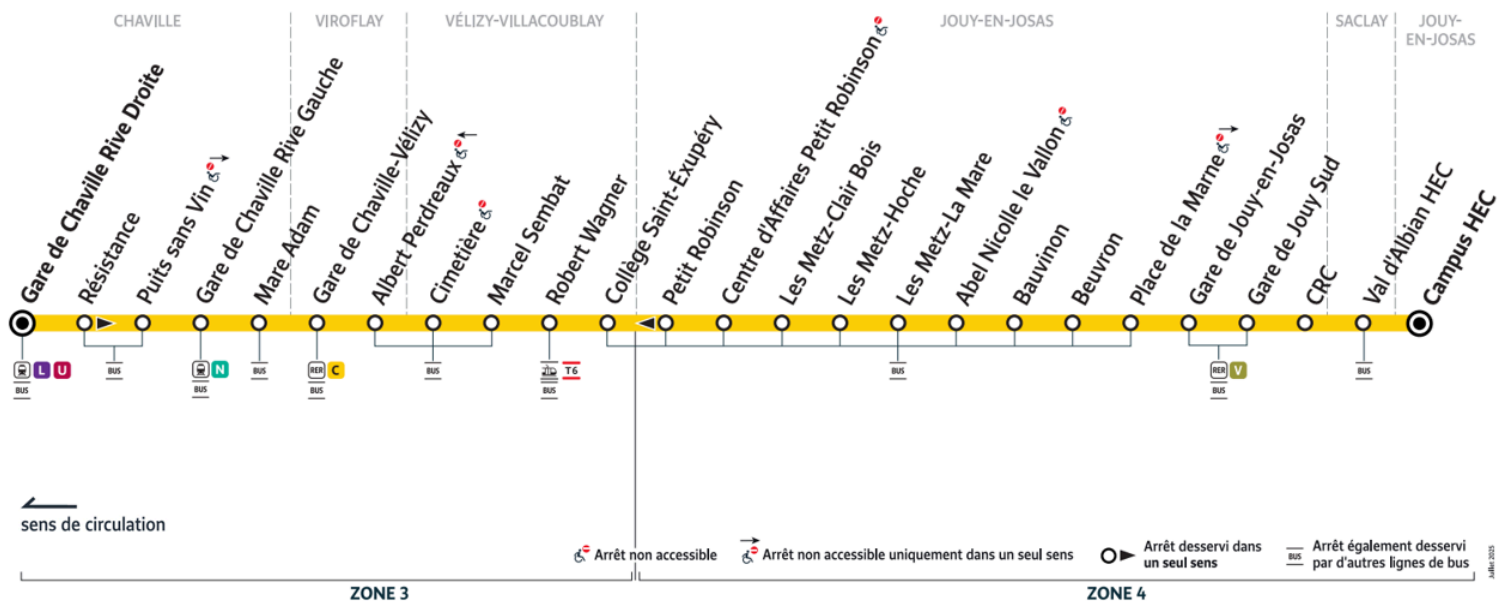 CHAVILLE
VIROFLAY
VÉLIZY-VILLACOUBLAY
JOUY-EN-JOSAS
SACLAY
JOUY-
EN-JOSAS
Gare de Chaville Rive Droite
Résistance
Puits sans Vin
Gare de Chaville Rive Gauche
Mare Adam
Gare de Chaville-Vélizy
Albert Perdreaux
Cimetière
Marcel Sembat
Robert Wagner
Collège Saint-Éxupéry
Petit Robinson
Centre d'Affaires Petit Robinson
Les Metz-Clair Bois
Les Metz-Hoche
Les Metz-La Mare
Abel Nicolle le Vallon
Bauvinon
Beuvron
Place de la Marne
Gare de Jouy-en-Josas
Gare de Jouy Sud
CRC
Val d'Albian HEC
Campus HEC
L U
BUS
BUS
N
BUS
BUS
RER C
BUS
BUS
T6
BUS
BUS
RER V
BUS
BUS
sens de circulation
Arrêt non accessible
Arrêt non accessible uniquement dans un seul sens
Arrêt desservi dans
un seul sens
BUS
Arrêt également desservi
par d'autres lignes de bus
Juillet 2025
ZONE 3
ZONE 4